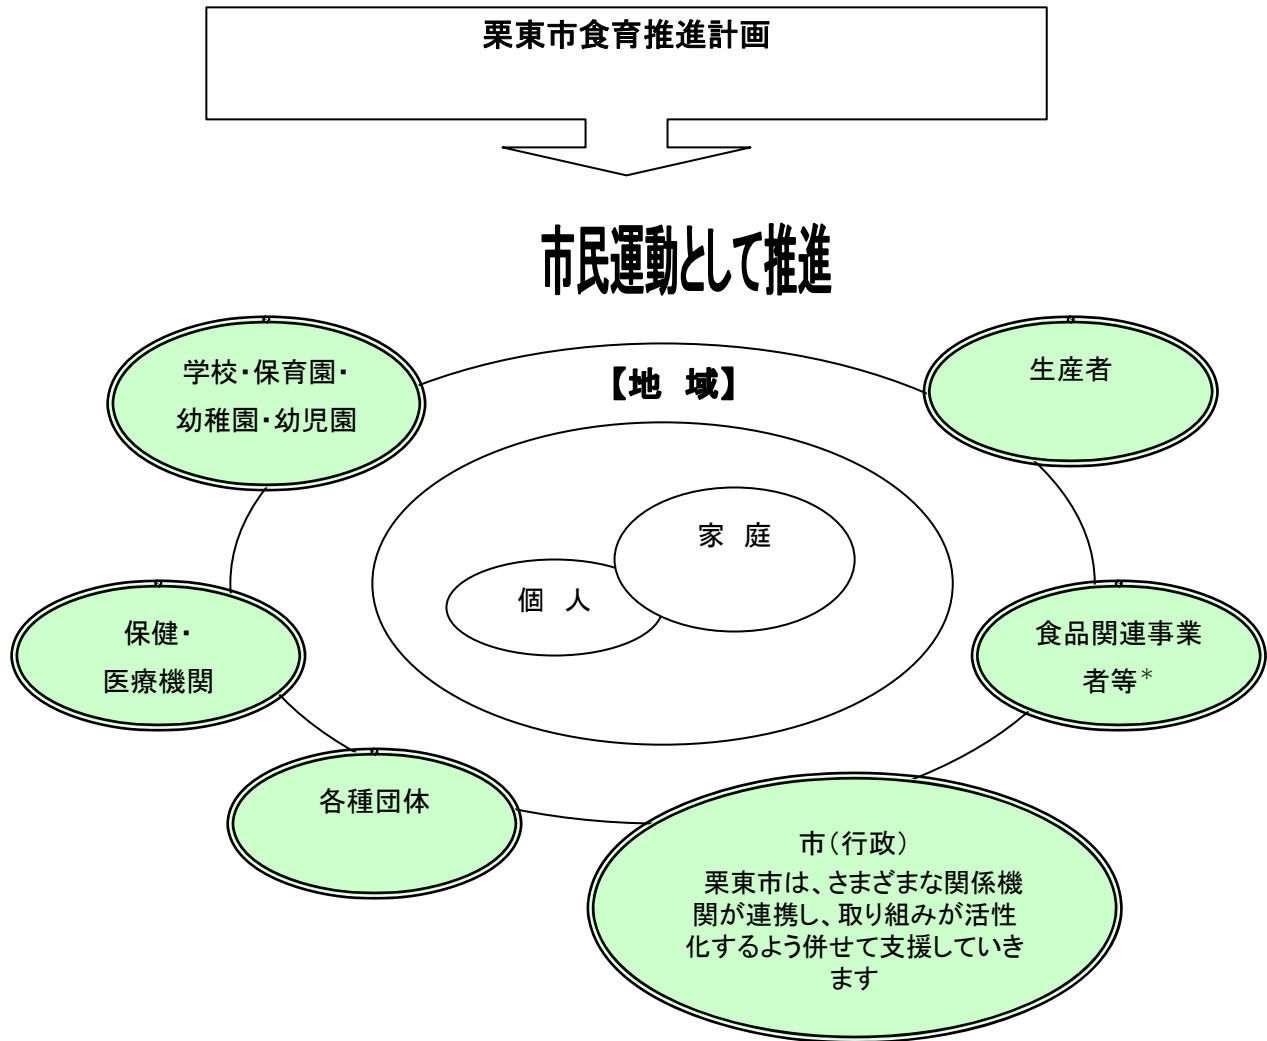 栗東市食育推進計画
市民運動として推進
学校・保育園・
幼稚園・幼児園
【地　域】
生産者
家　庭
個　人
保健・
医療機関
食品関連事業
者等*
各種団体
市（行政）
栗東市は、さまざまな関係機
関が連携し、取り組みが活性
化するよう併せて支援していき
ます